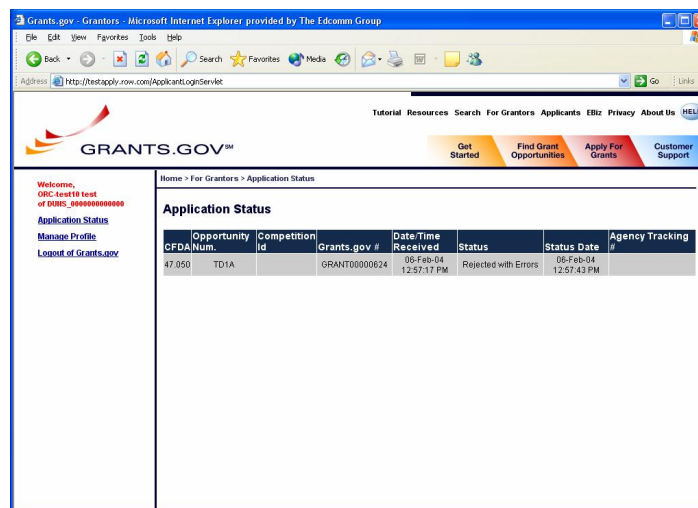 Grants.gov - Grantors - Microsoft Internet Explorer provided by The Edcomm Group
File Edit View Favorites Tools Help
Back Search Favorites Media
Address http://testapply.row.com/ApplicantLoginServlet Go Links
Tutorial Resources Search For Grantors Applicants EBiz Privacy About Us HEL
GRANTS.GOV℠
Get Started
Find Grant Opportunities
Apply For Grants
Customer Support
Home > For Grantors > Application Status
Welcome,
ORC-test10 test
of DUNS_0000000000000
Application Status
Manage Profile
Logout of Grants.gov
Application Status
CFDA Opportunity Num. Competition Id Grants.gov # Date/Time Received Status Status Date Agency Tracking #
47.050 TD1A GRANT00000624 06-Feb-04 12:57:17 PM Rejected with Errors 06-Feb-04 12:57:43 PM